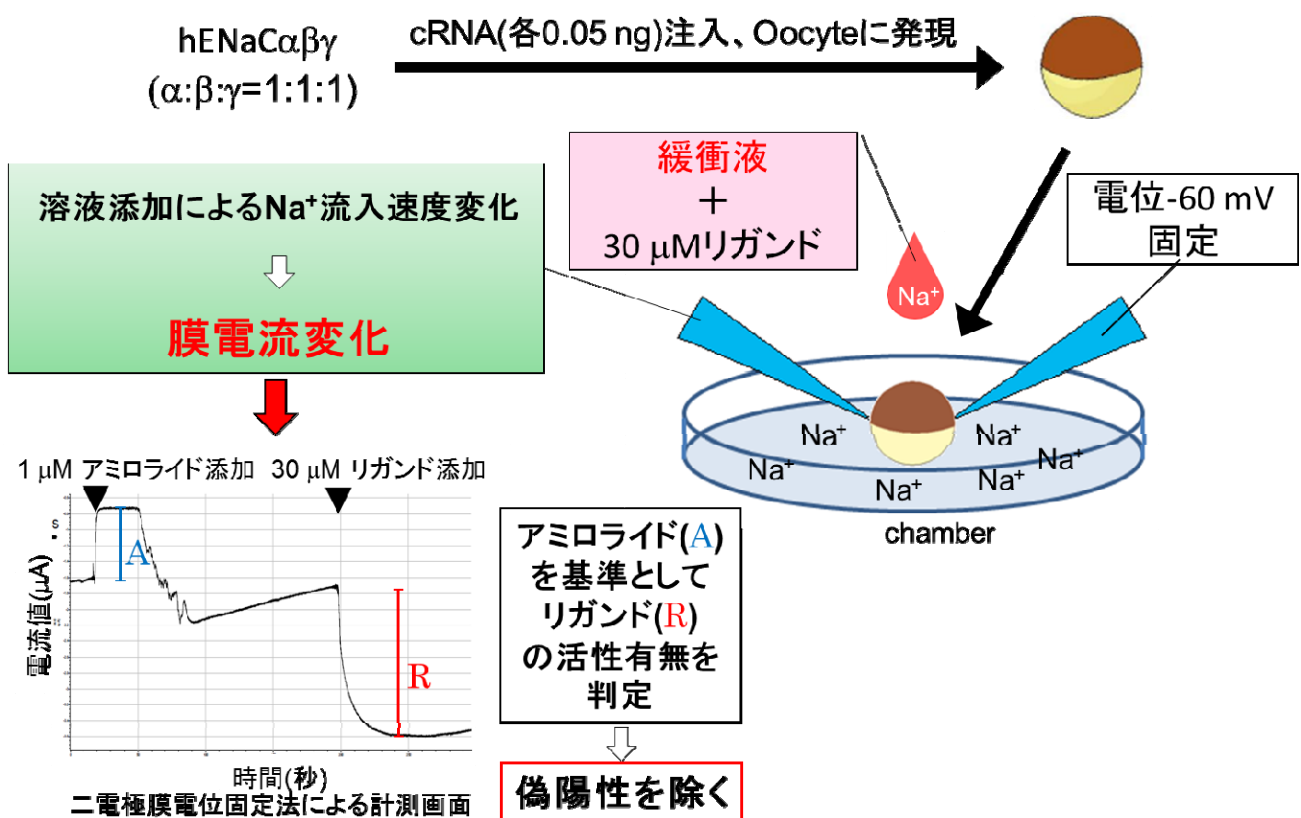 hENaCαβγ
(α:β:γ=1:1:1)
cRNA(各0.05 ng)注入、Oocyteに発現
溶液添加によるNa⁺流入速度変化
膜電流変化
緩衝液
+
30 μMリガンド
電位-60 mV
固定
Na⁺
Na⁺
Na⁺
Na⁺
Na⁺
Na⁺
Na⁺
chamber
1 μM アミロライド添加
30 μM リガンド添加
s
A
R
電流値(μA)
時間(秒)
二電極膜電位固定法による計測画面
アミロライド(A)
を基準として
リガンド(R)
の活性有無を
判定
偽陽性を除く